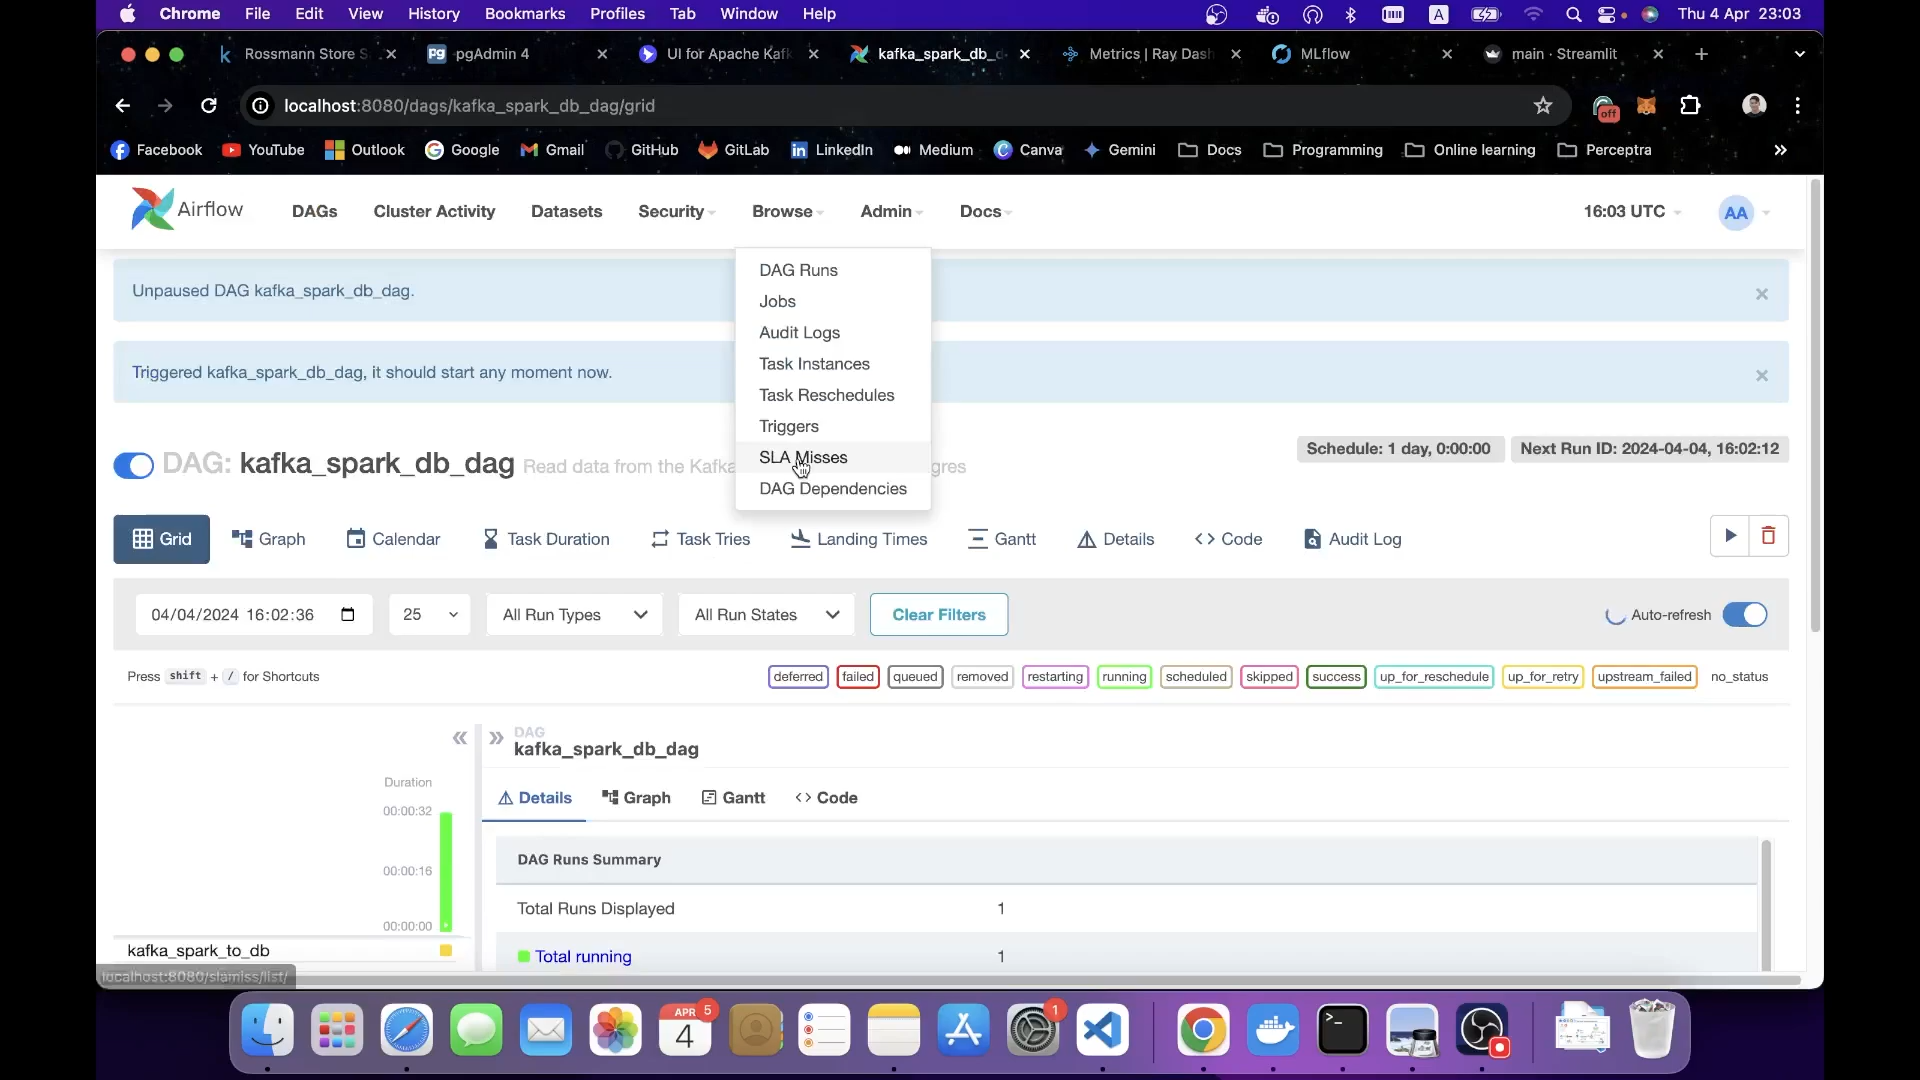 Chrome File Edit View History Bookmarks Profiles Tab Window Help A Thu 4 Apr 23:03
Rossmann Store S pgAdmin 4 UI for Apache Kafk kafka_spark_db_d Metrics | Ray Dash MLflow main · Streamlit
localhost:8080/dags/kafka_spark_db_dag/grid off
Facebook YouTube Outlook Google Gmail GitHub GitLab LinkedIn Medium Canva Gemini Docs Programming Online learning Perceptra
Airflow DAGs Cluster Activity Datasets Security Browse Admin Docs 16:03 UTC AA
DAG Runs
Jobs
Audit Logs
Task Instances
Task Reschedules
Triggers
SLA Misses
DAG Dependencies
Unpaused DAG kafka_spark_db_dag.
Triggered kafka_spark_db_dag, it should start any moment now.
DAG: kafka_spark_db_dag Read data from the Kafka gres
Schedule: 1 day, 0:00:00 Next Run ID: 2024-04-04, 16:02:12
Grid Graph Calendar Task Duration Task Tries Landing Times Gantt Details Code Audit Log
04/04/2024 16:02:36 25 All Run Types All Run States Clear Filters Auto-refresh
Press shift + / for Shortcuts
deferred failed queued removed restarting running scheduled skipped success up_for_reschedule up_for_retry upstream_failed no_status
DAG
kafka_spark_db_dag
Duration
00:00:32
00:00:16
00:00:00
kafka_spark_to_db
Details Graph Gantt Code
DAG Runs Summary
Total Runs Displayed 1
Total running 1
localhost:8080/slamiss/list/
APR 5
4
1